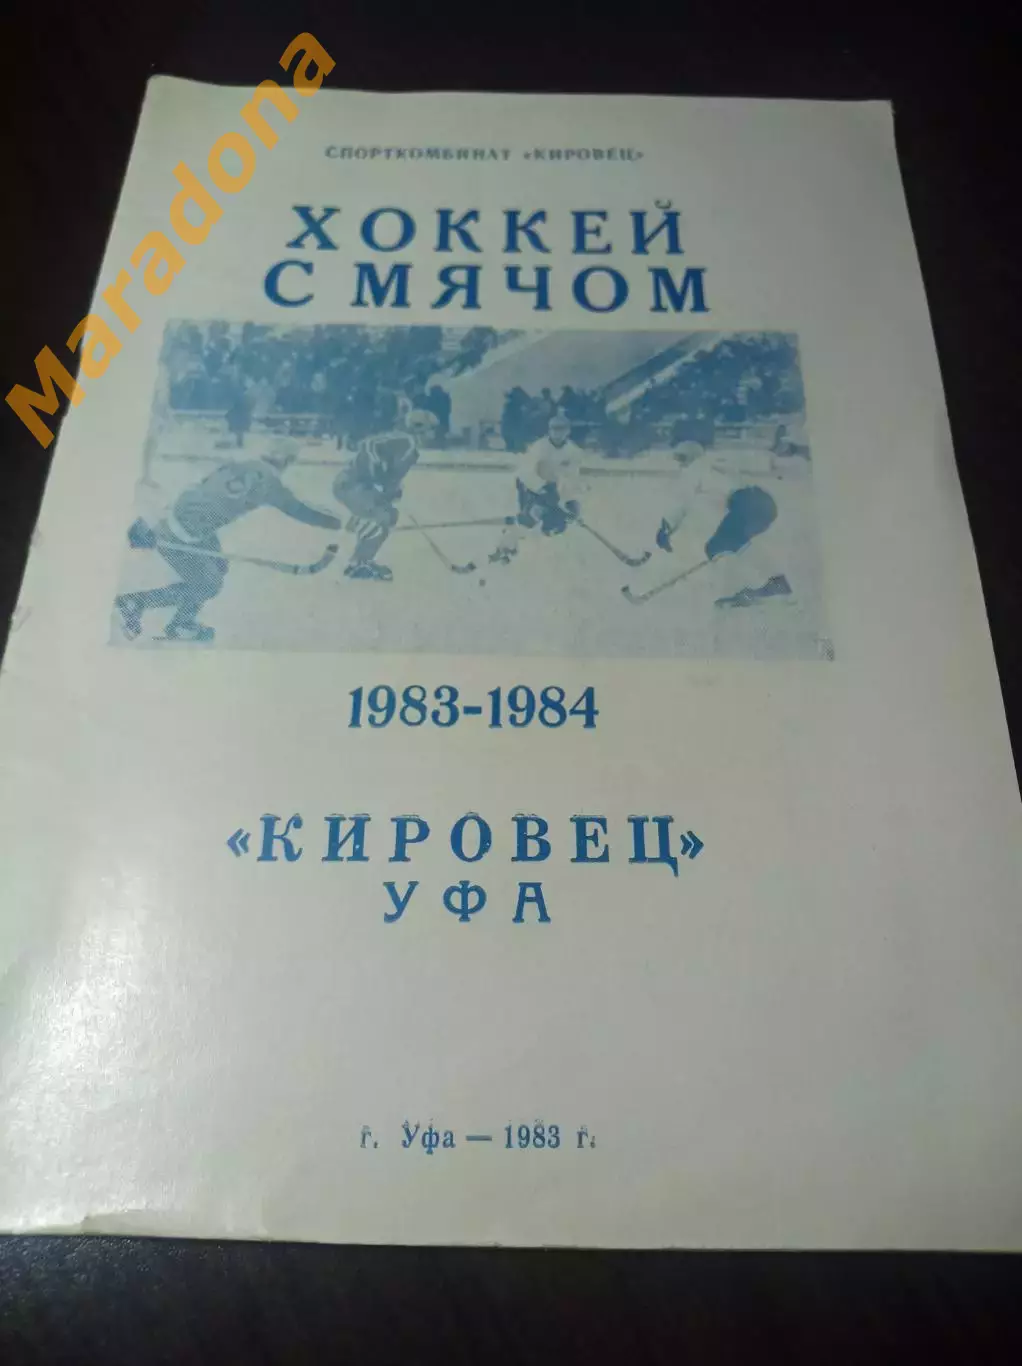 Maradona
СПОРТКОМБИНАТ «КИРОВЕЦ»
ХОККЕЙ
С МЯЧОМ
1983-1984
«КИРОВЕЦ»
УФА
г. Уфа — 1983 г.